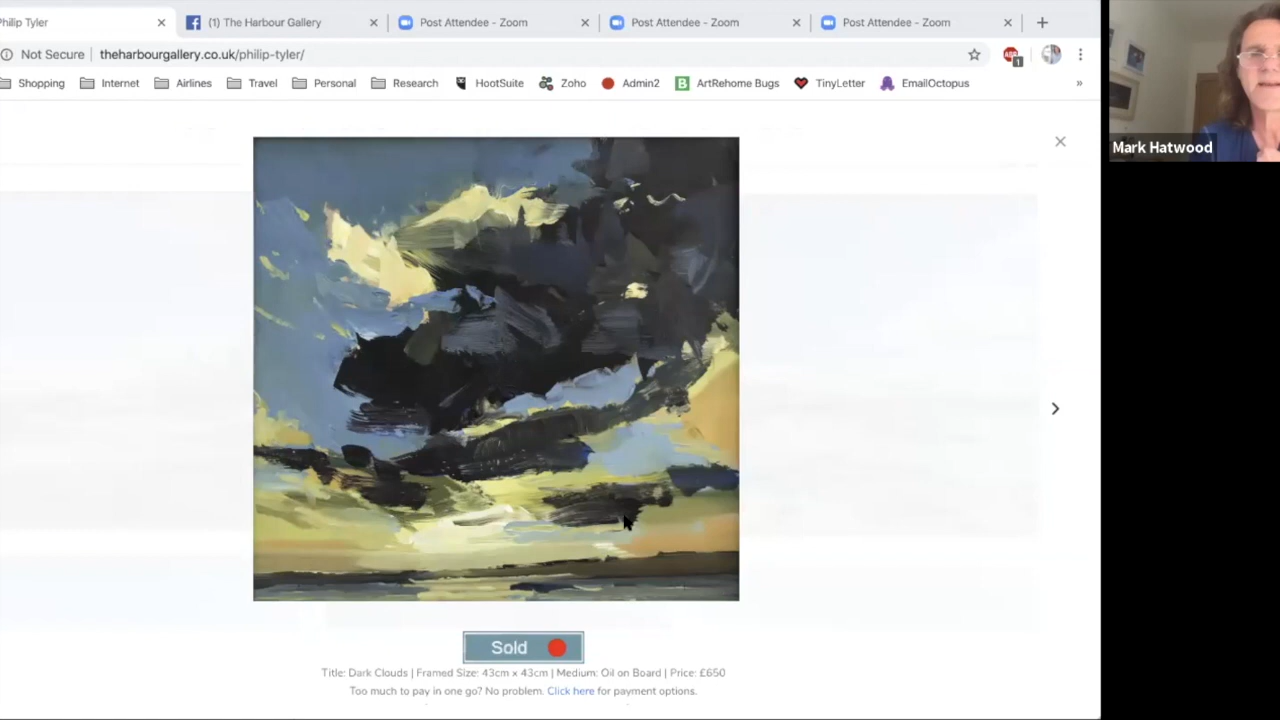 Philip Tyler
(1) The Harbour Gallery
Post Attendee - Zoom
Post Attendee - Zoom
Post Attendee - Zoom
Not Secure
theharbourgallery.co.uk/philip-tyler/
ABP
1
Shopping
Internet
Airlines
Travel
Personal
Research
HootSuite
Zoho
Admin2
B ArtRehome Bugs
TinyLetter
EmailOctopus
»
Mark Hatwood
Sold
Title: Dark Clouds | Framed Size: 43cm x 43cm | Medium: Oil on Board | Price: £650
Too much to pay in one go? No problem. Click here for payment options.